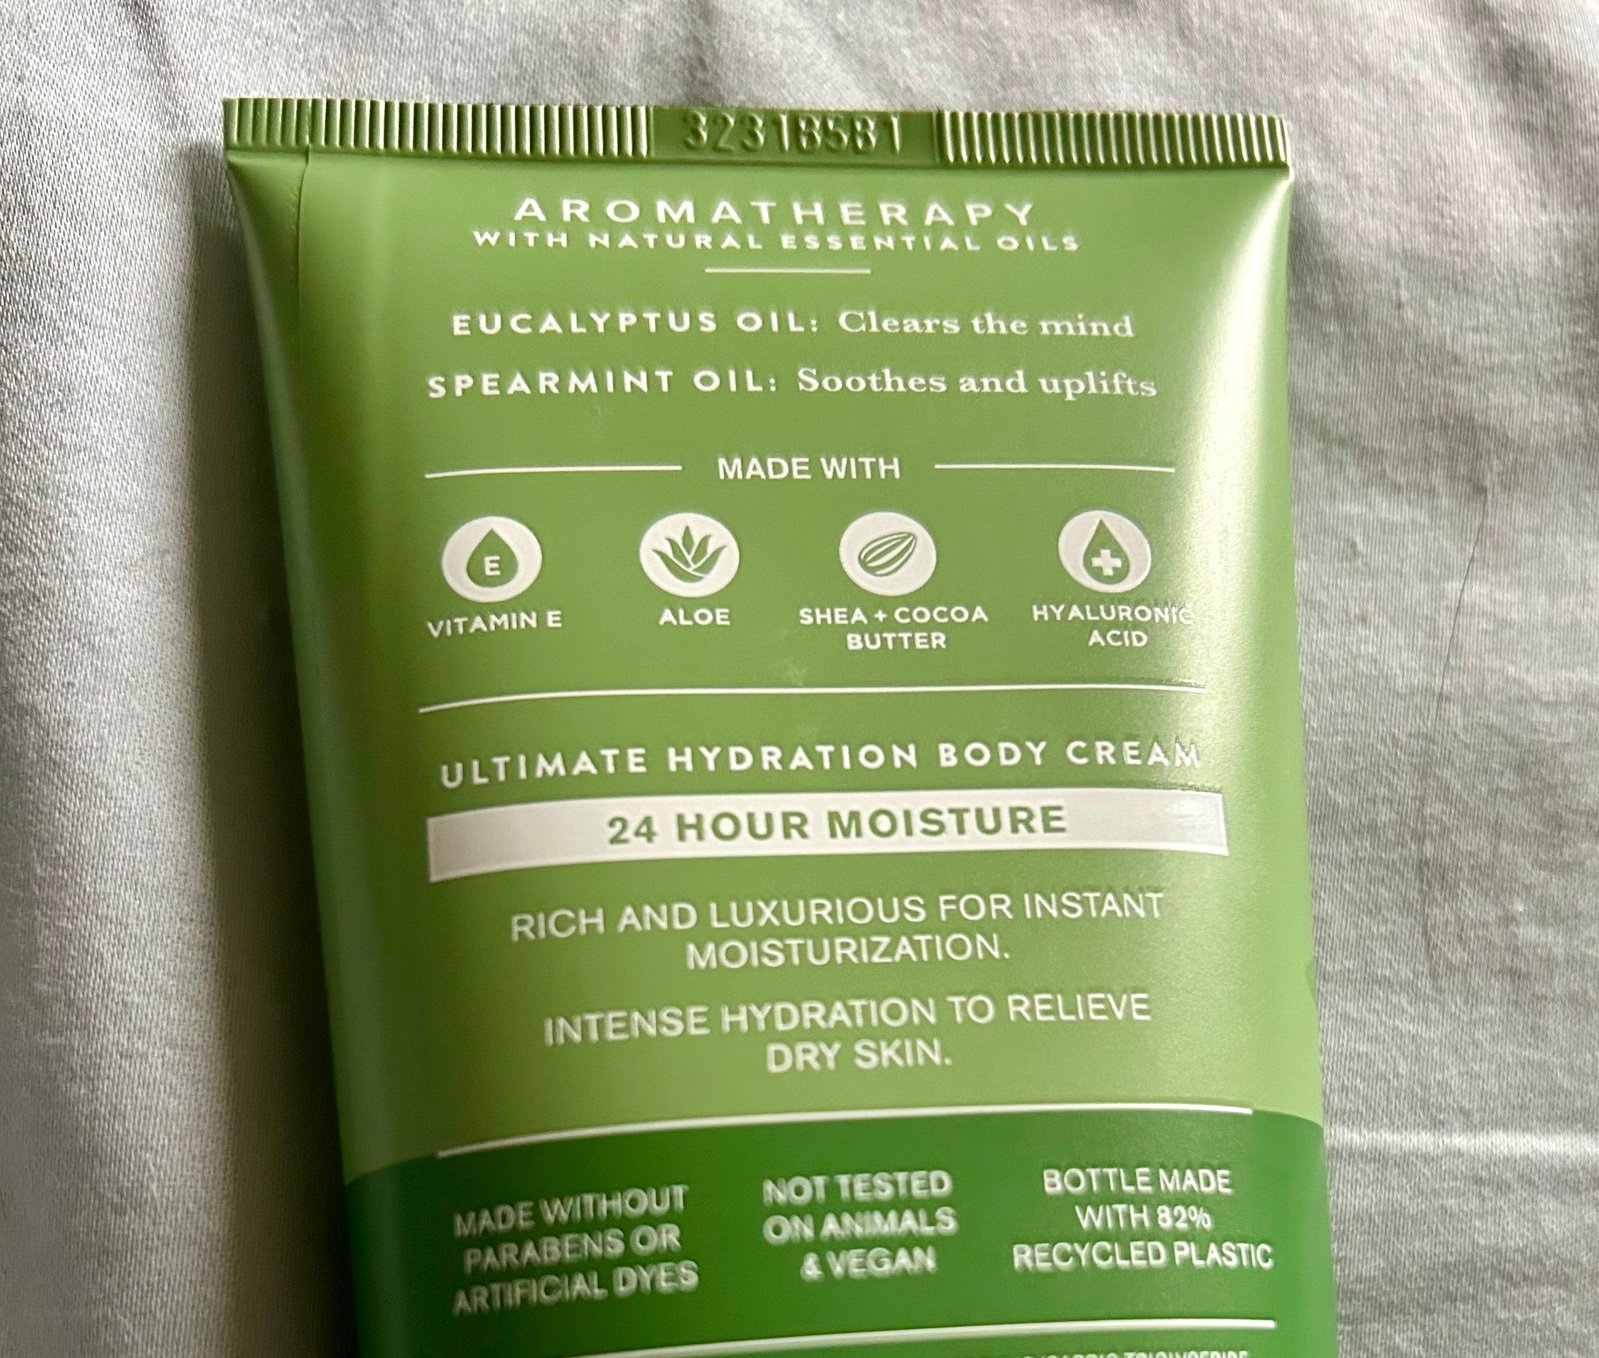 32318581
AROMATHERAPY
WITH NATURAL ESSENTIAL OILS
EUCALYPTUS OIL: Clears the mind
SPEARMINT OIL: Soothes and uplifts
MADE WITH
E
VITAMIN E
ALOE
SHEA + COCOA
BUTTER
HYALURONIC
ACID
ULTIMATE HYDRATION BODY CREAM
24 HOUR MOISTURE
RICH AND LUXURIOUS FOR INSTANT
MOISTURIZATION.
INTENSE HYDRATION TO RELIEVE
DRY SKIN.
MADE WITHOUT
PARABENS OR
ARTIFICIAL DYES
NOT TESTED
ON ANIMALS
& VEGAN
BOTTLE MADE
WITH 82%
RECYCLED PLASTIC